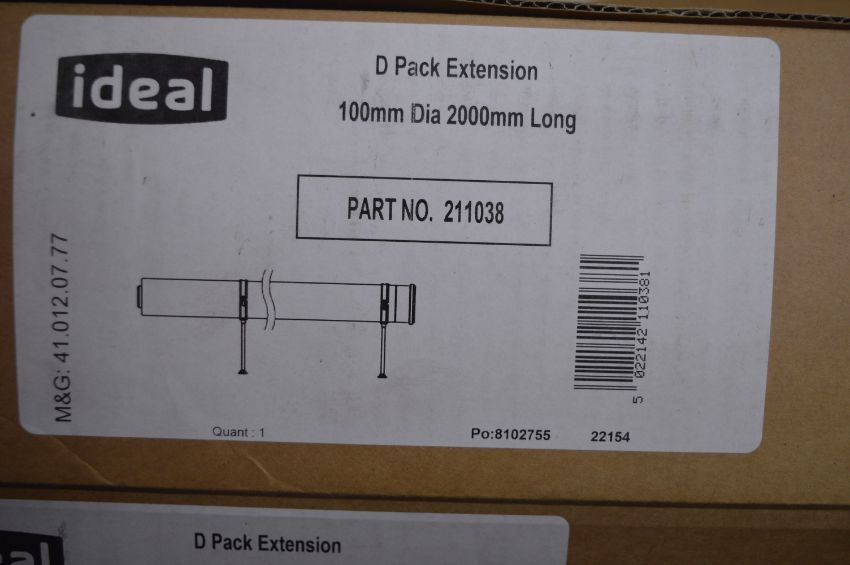 ideal
D Pack Extension
100mm Dia 2000mm Long
PART NO. 211038
M&G: 41.012.07.77
5 022142 110381
Quant : 1
Po:8102755 22154
eal
D Pack Extension